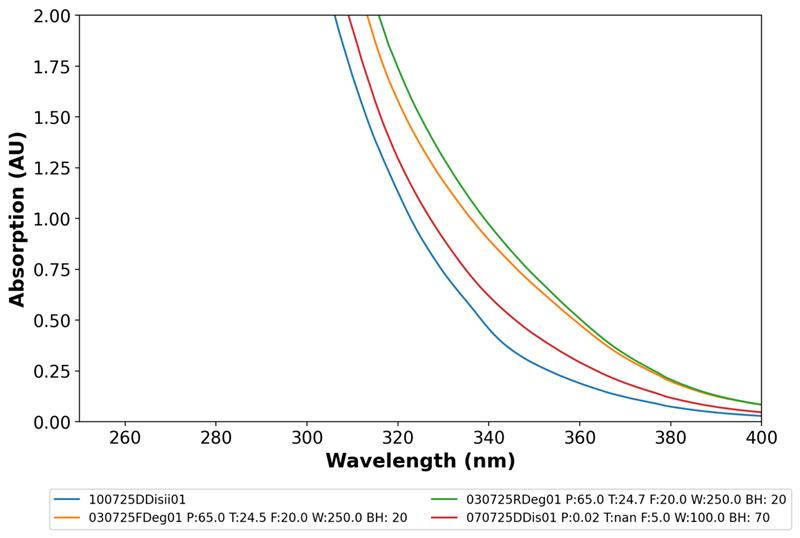 2.00
1.75
1.50
1.25
1.00
0.75
0.50
0.25
0.00
Absorption (AU)
260 280 300 320 340 360 380 400
Wavelength (nm)
100725DDisii01
030725FDeg01 P:65.0 T:24.5 F:20.0 W:250.0 BH: 20
030725RDeg01 P:65.0 T:24.7 F:20.0 W:250.0 BH: 20
070725DDis01 P:0.02 T:nan F:5.0 W:100.0 BH: 70